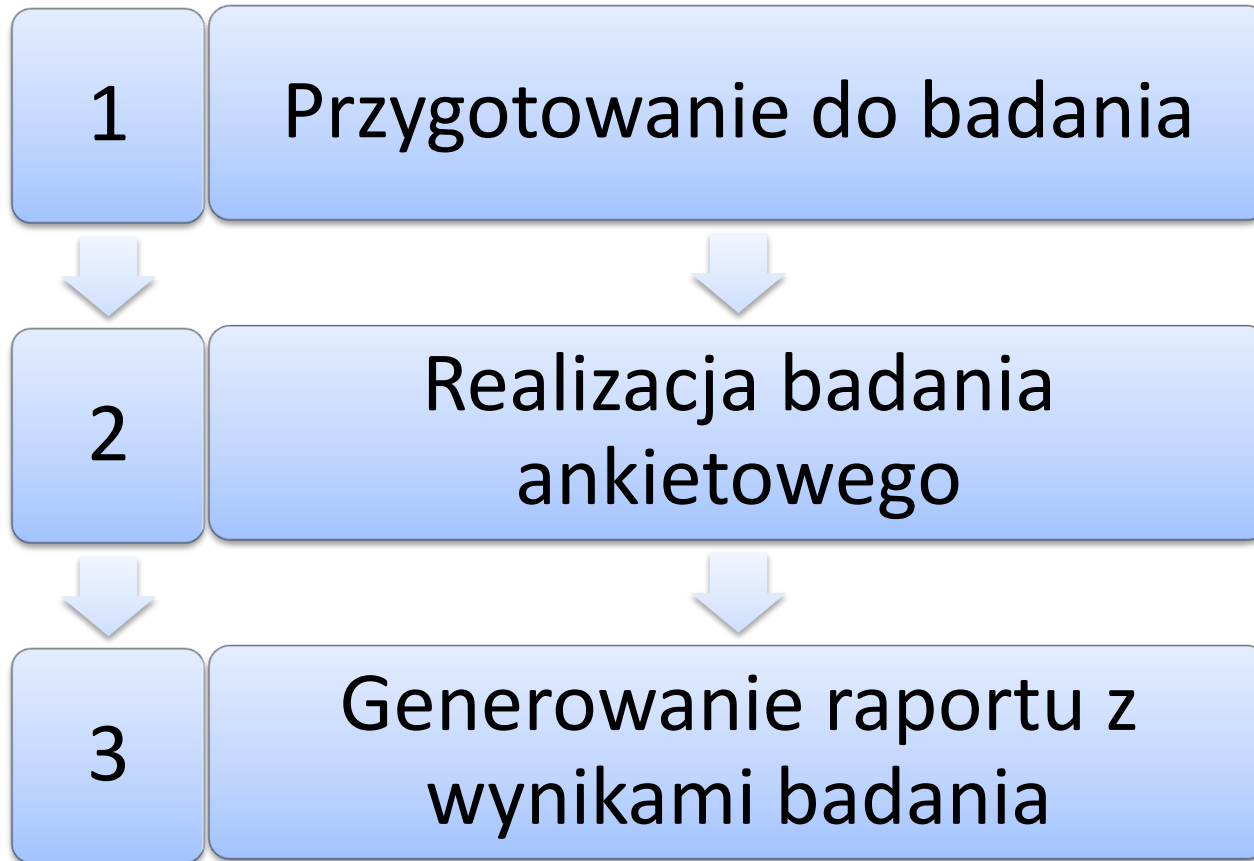 1
Przygotowanie do badania
2
Realizacja badania
ankietowego
3
Generowanie raportu z
wynikami badania